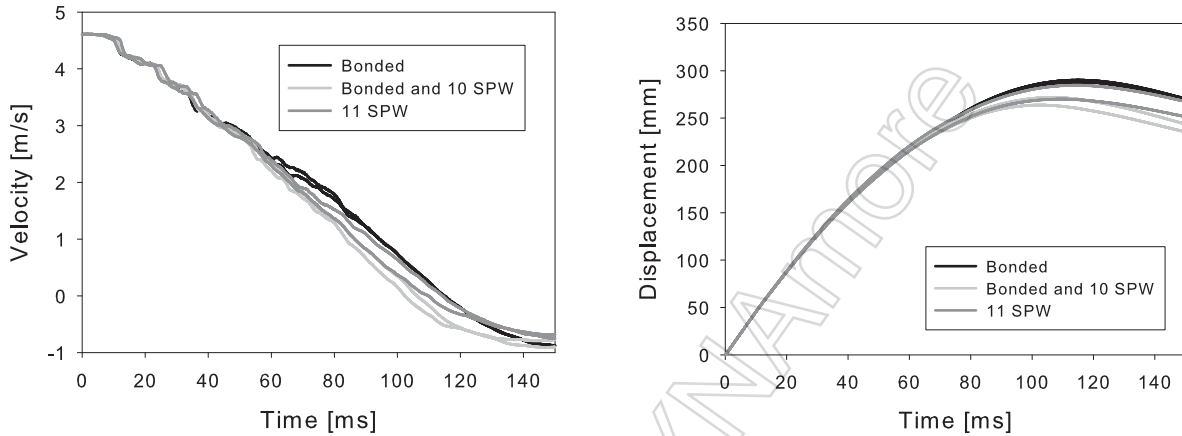 5
4
3
2
1
0
-1
0 20 40 60 80 100 120 140
Velocity [m/s]
Time [ms]
Bonded
Bonded and 10 SPW
11 SPW
350
300
250
200
150
100
50
0
0 20 40 60 80 100 120 140
Displacement [mm]
Time [ms]
Bonded
Bonded and 10 SPW
11 SPW
YNAmore